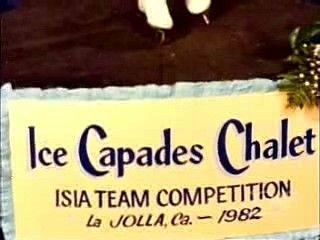 Ice Capades Chalet
ISIA TEAM COMPETITION
La JOLLA, Ca. - 1982